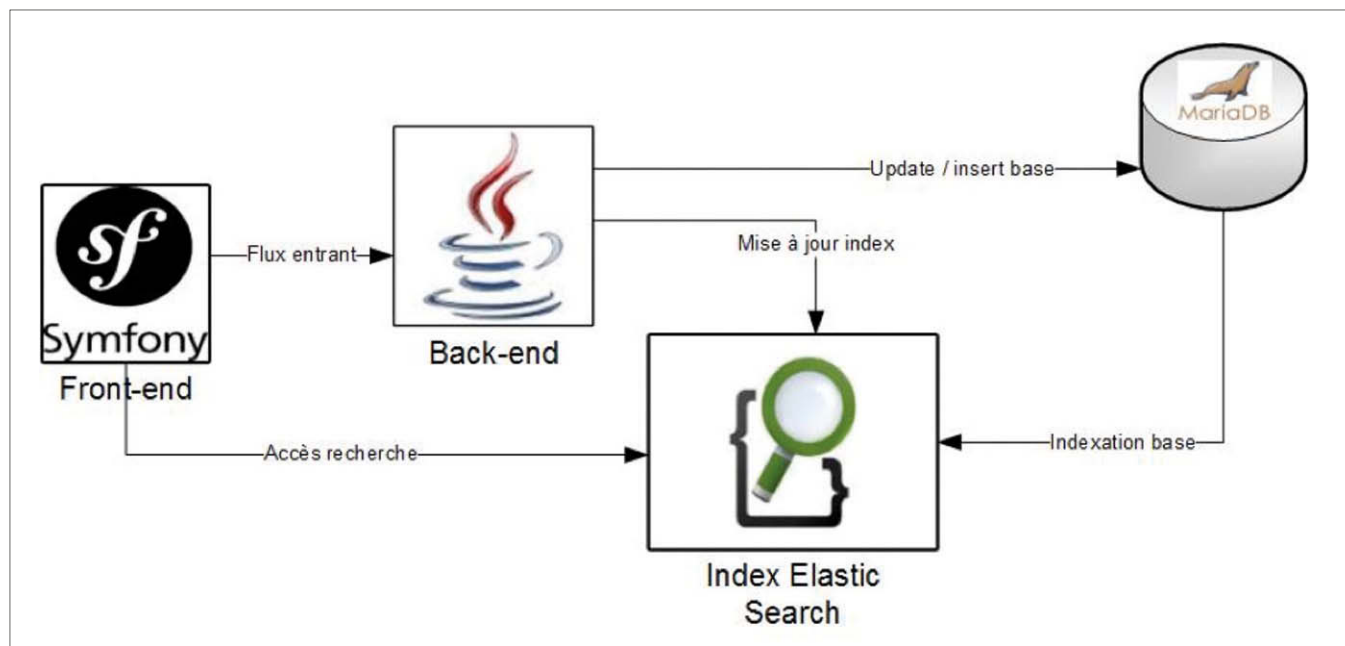 MariaDB
Update / insert base
sf
Symfony
Front-end
Flux entrant
Back-end
Mise à jour index
Accès recherche
Indexation base
Index Elastic
Search